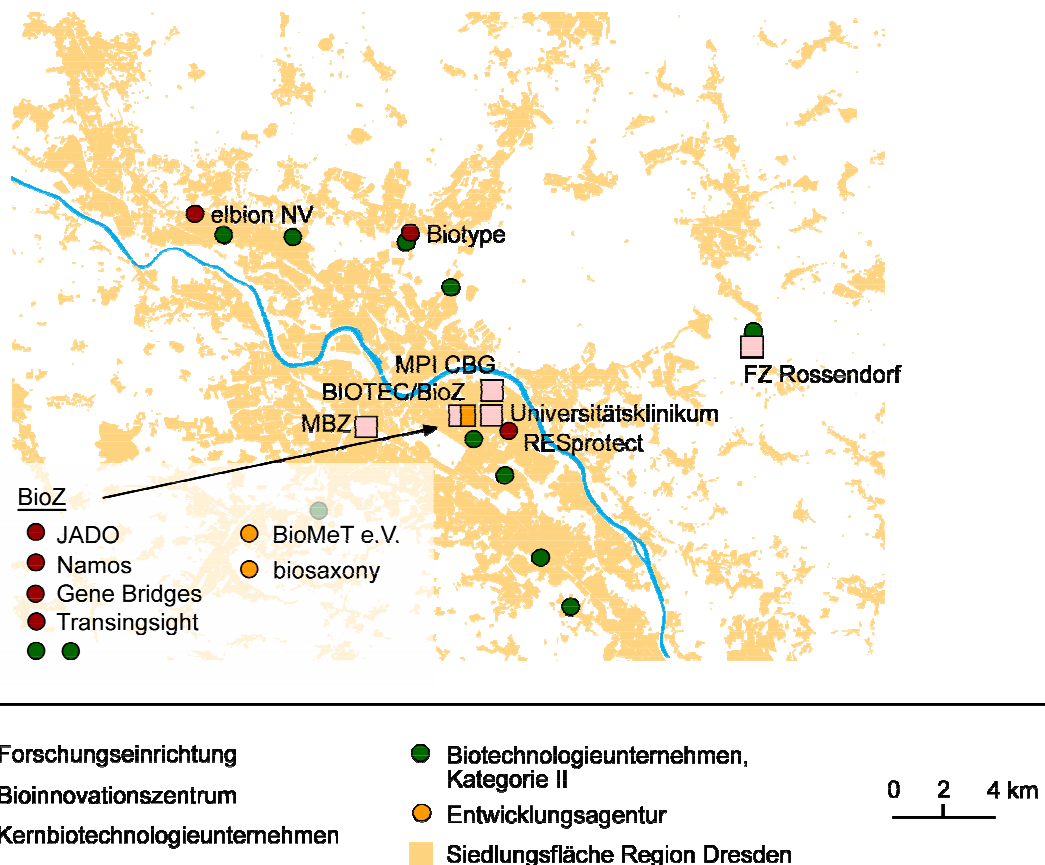 elbion NV
Biotype
MPI CBG
FZ Rossendorf
BIOTEC/BioZ
Universitätsklinikum
MBZ
RESprotect
BioZ
JADO
BioMeT e.V.
Namos
biosaxony
Gene Bridges
Transingsight
Forschungseinrichtung
Bioinnovationszentrum
Kernbiotechnologieunternehmen
Biotechnologieunternehmen,
Kategorie II
Entwicklungsagentur
Siedlungsfläche Region Dresden
0 2 4 km